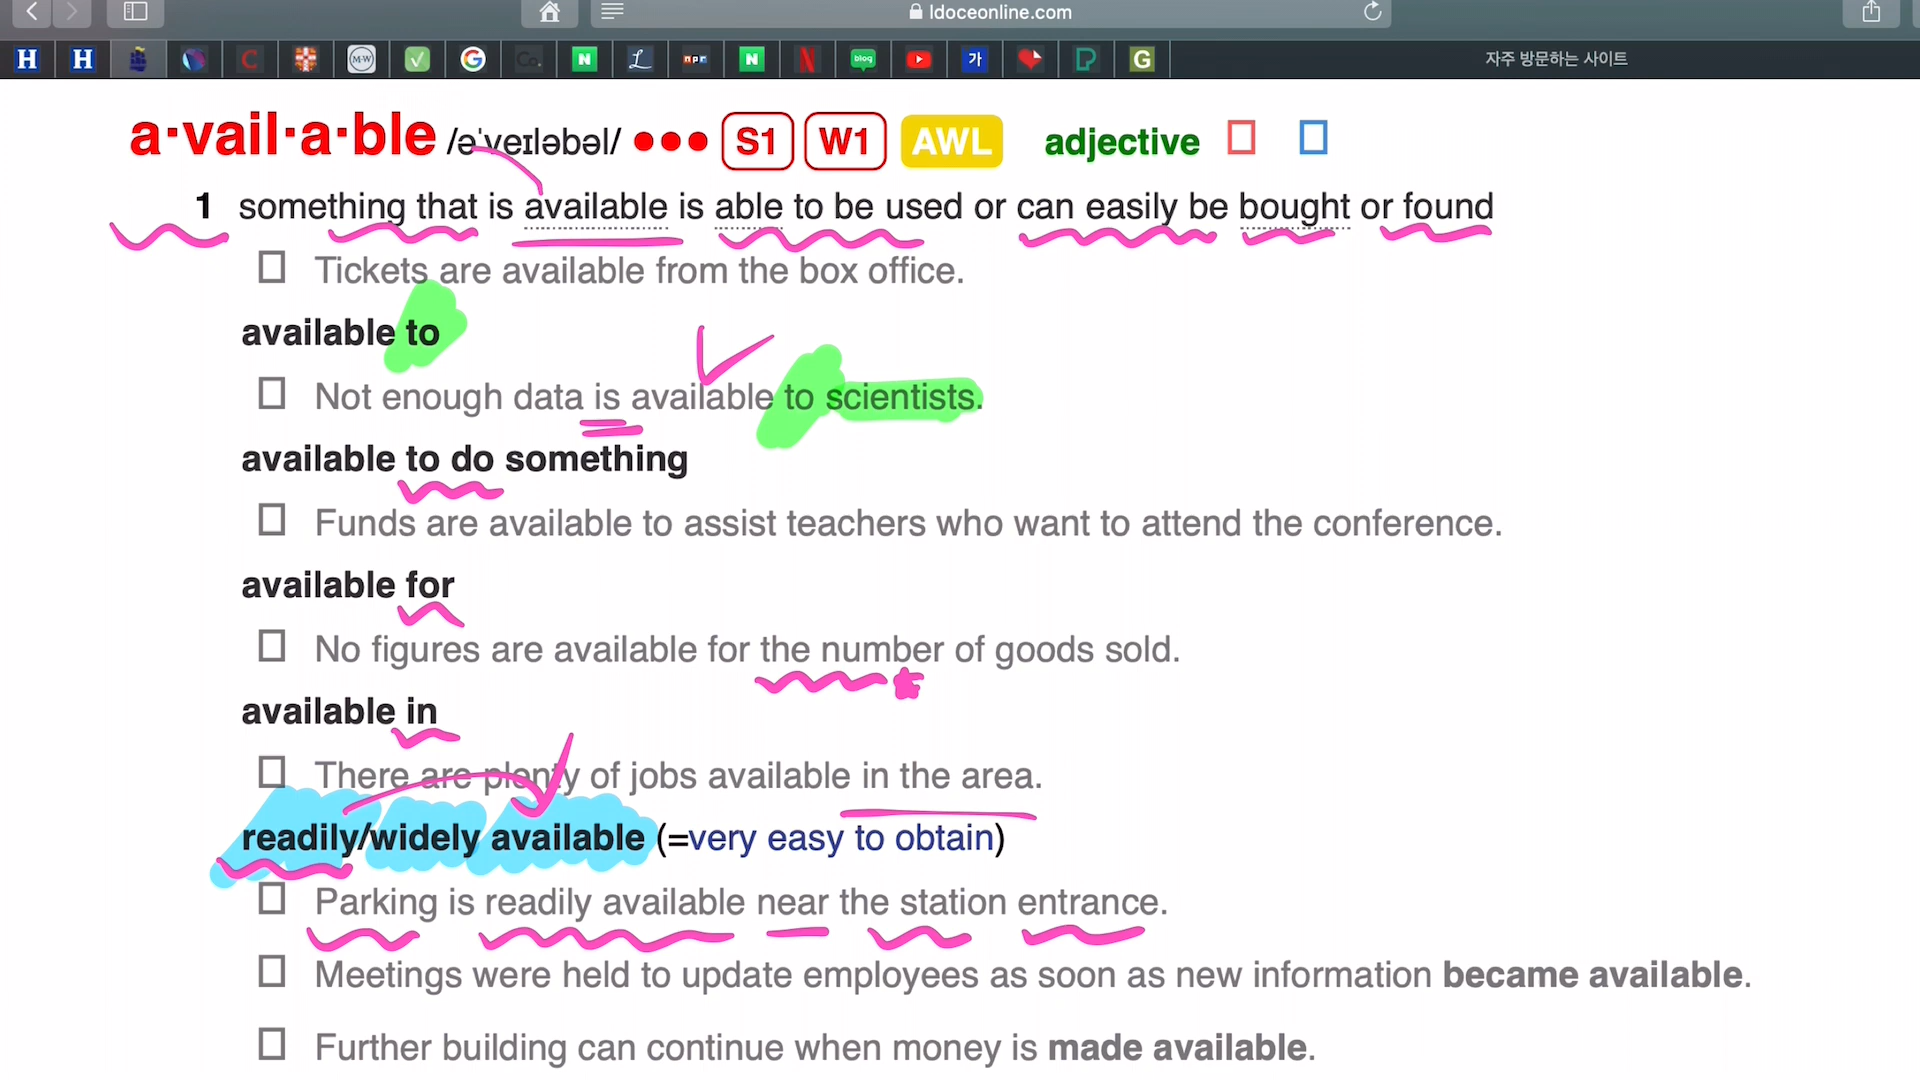 ldoceonline.com
H H C M-W G Co. N L npr N N blog 가 P G 자주 방문하는 사이트
a·vail·a·ble /əˈveɪləbəl/ ●●● S1 W1 AWL adjective
1 something that is available is able to be used or can easily be bought or found
Tickets are available from the box office.
available to
Not enough data is available to scientists.
available to do something
Funds are available to assist teachers who want to attend the conference.
available for
No figures are available for the number of goods sold.
available in
There are plenty of jobs available in the area.
readily/widely available (=very easy to obtain)
Parking is readily available near the station entrance.
Meetings were held to update employees as soon as new information became available.
Further building can continue when money is made available.